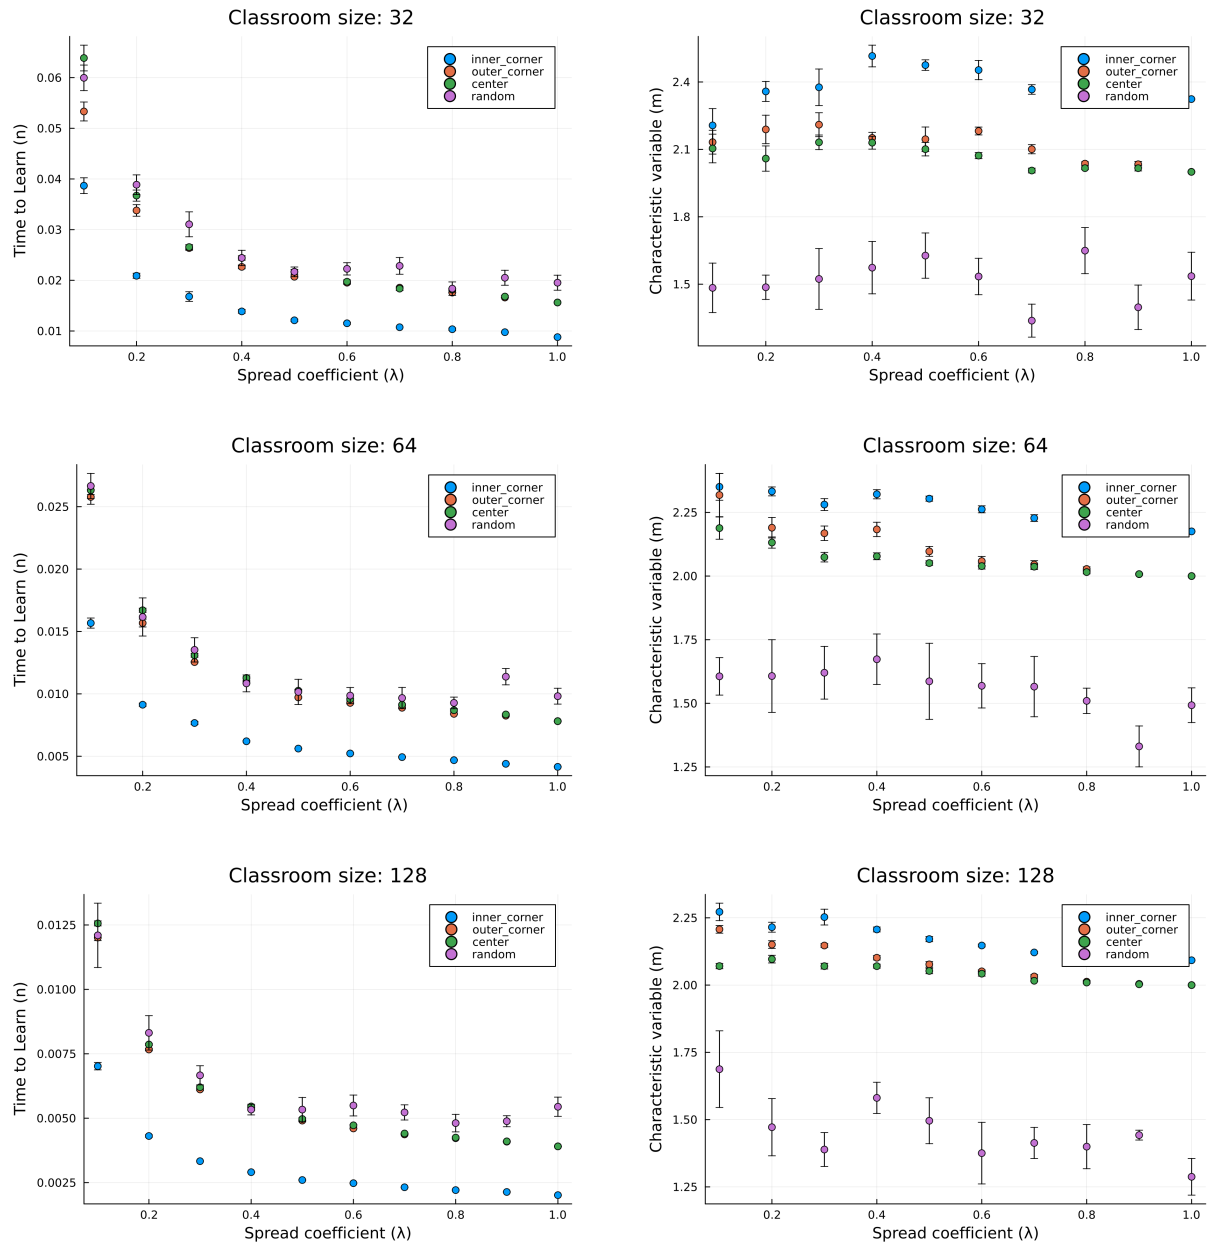 Classroom size: 32
Time to Learn (n)
0.06
0.05
0.04
0.03
0.02
0.01
0.2
0.4
0.6
0.8
1.0
Spread coefficient (λ)
inner_corner
outer_corner
center
random
Classroom size: 32
Characteristic variable (m)
2.4
2.1
1.8
1.5
0.2
0.4
0.6
0.8
1.0
Spread coefficient (λ)
inner_corner
outer_corner
center
random
Classroom size: 64
Time to Learn (n)
0.025
0.020
0.015
0.010
0.005
0.2
0.4
0.6
0.8
1.0
Spread coefficient (λ)
inner_corner
outer_corner
center
random
Classroom size: 64
Characteristic variable (m)
2.25
2.00
1.75
1.50
1.25
0.2
0.4
0.6
0.8
1.0
Spread coefficient (λ)
inner_corner
outer_corner
center
random
Classroom size: 128
Time to Learn (n)
0.0125
0.0100
0.0075
0.0050
0.0025
0.2
0.4
0.6
0.8
1.0
Spread coefficient (λ)
inner_corner
outer_corner
center
random
Classroom size: 128
Characteristic variable (m)
2.25
2.00
1.75
1.50
1.25
0.2
0.4
0.6
0.8
1.0
Spread coefficient (λ)
inner_corner
outer_corner
center
random